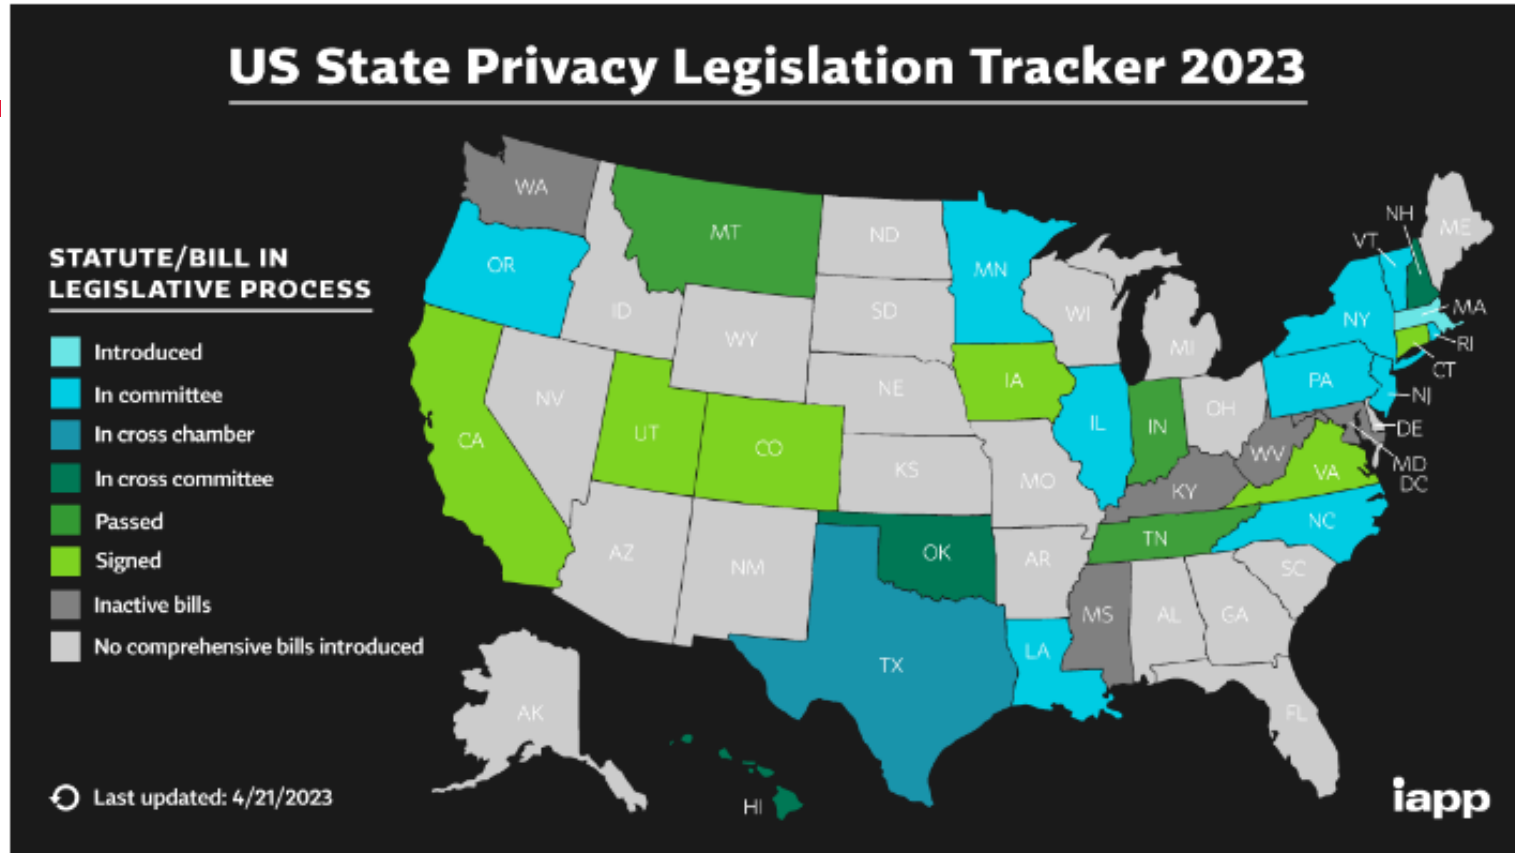 US State Privacy Legislation Tracker 2023
STATUTE/BILL IN
LEGISLATIVE PROCESS
Introduced
In committee
In cross chamber
In cross committee
Passed
Signed
Inactive bills
No comprehensive bills introduced
Last updated: 4/21/2023
WA
OR
CA
ID
NV
MT
WY
UT
CO
AZ
NM
ND
SD
NE
KS
OK
TX
MN
IA
MO
AR
LA
WI
IL
MI
IN
OH
KY
TN
MS
AL
GA
FL
SC
NC
VA
WV
PA
NY
VT
NH
ME
MA
RI
CT
NJ
DE
MD
DC
AK
HI
iapp